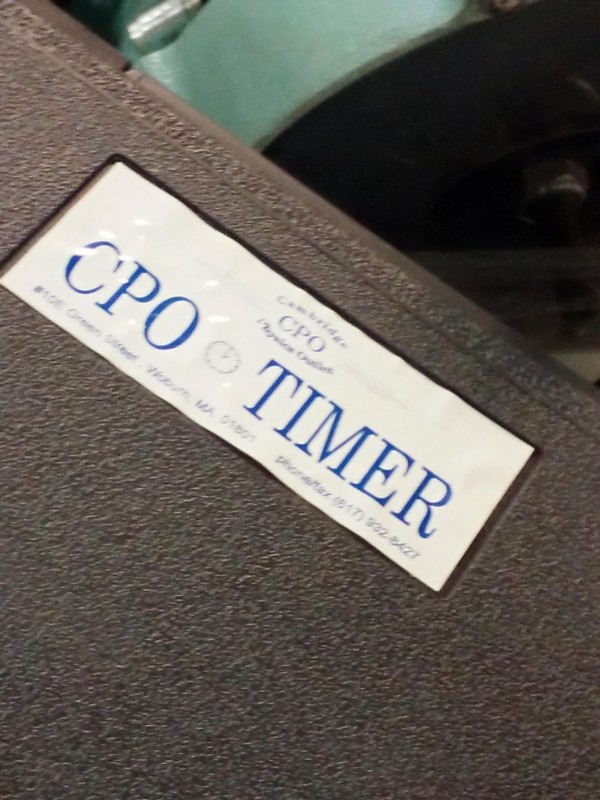 Cambridge
CPO
Physics Outlet
CPO TIMER
#10E Green Street, Woburn, MA 01801 phone/fax (617) 932-8427